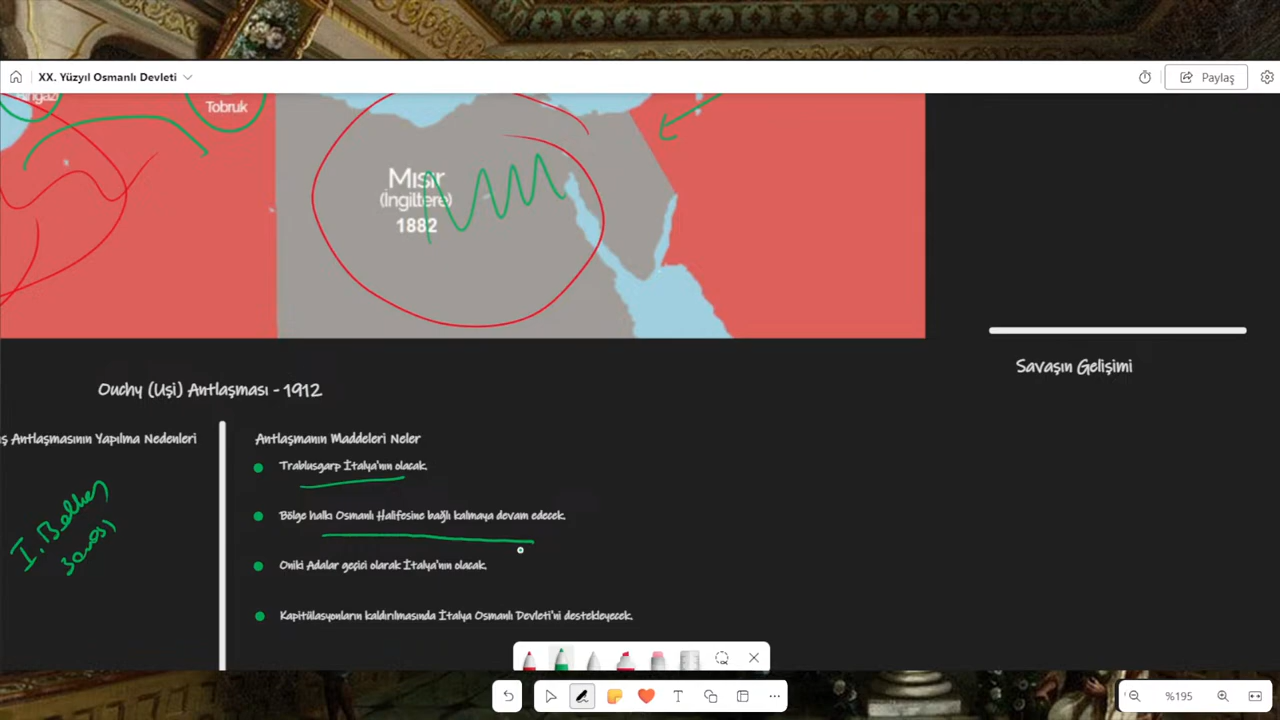 XX. Yüzyıl Osmanlı Devleti
Paylaş
Tobruk
Mısır
(İngiltere)
1882
Savaşın Gelişimi
Ouchy (Uşi) Antlaşması - 1912
Antlaşmasının Yapılma Nedenleri
Antlaşmanın Maddeleri Neler
Trablusgarp İtalya'nın olacak.
Bölge halkı Osmanlı Halifesine bağlı kalmaya devam edecek.
Oniki Adalar geçici olarak İtalya'nın olacak.
Kapitülasyonların kaldırılmasında İtalya Osmanlı Devleti'ni destekleyecek.
I. Balkan
Savaşı
%195